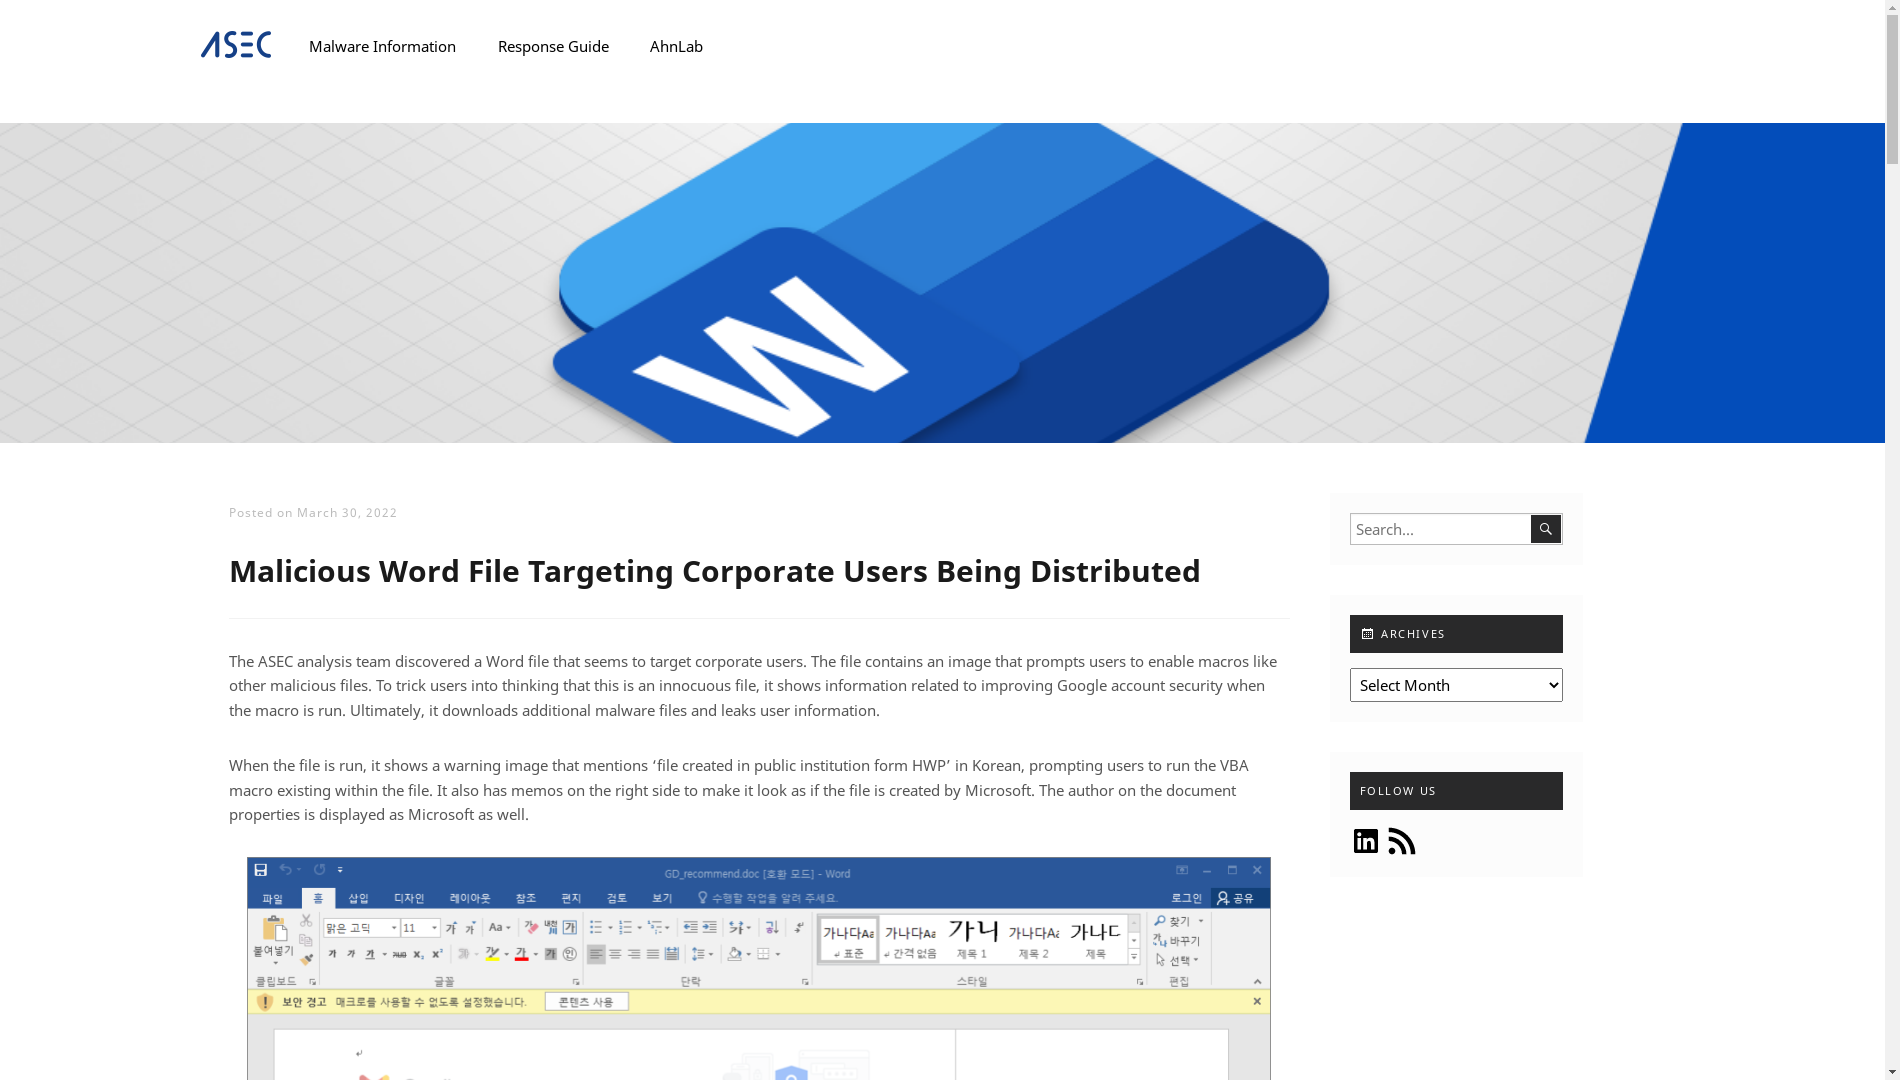 ASEC
Malware Information
Response Guide
AhnLab
W
Posted on March 30, 2022
Malicious Word File Targeting Corporate Users Being Distributed
The ASEC analysis team discovered a Word file that seems to target corporate users. The file contains an image that prompts users to enable macros like
other malicious files. To trick users into thinking that this is an innocuous file, it shows information related to improving Google account security when
the macro is run. Ultimately, it downloads additional malware files and leaks user information.
When the file is run, it shows a warning image that mentions ‘file created in public institution form HWP’ in Korean, prompting users to run the VBA
macro existing within the file. It also has memos on the right side to make it look as if the file is created by Microsoft. The author on the document
properties is displayed as Microsoft as well.
GD_recommend.doc [호환 모드] - Word
파일 홈 삽입 디자인 레이아웃 참조 편지 검토 보기 수행할 작업을 알려 주세요.
로그인 공유
붙여넣기
맑은 고딕 11
가나다Aa 가나다Aa 가나 가나다A 가나다
표준 간격 없음 제목 1 제목 2 제목
찾기
바꾸기
선택
클립보드 글꼴 단락 스타일 편집
보안 경고 매크로를 사용할 수 없도록 설정했습니다. 콘텐츠 사용
Search...
ARCHIVES
Select Month
FOLLOW US
in